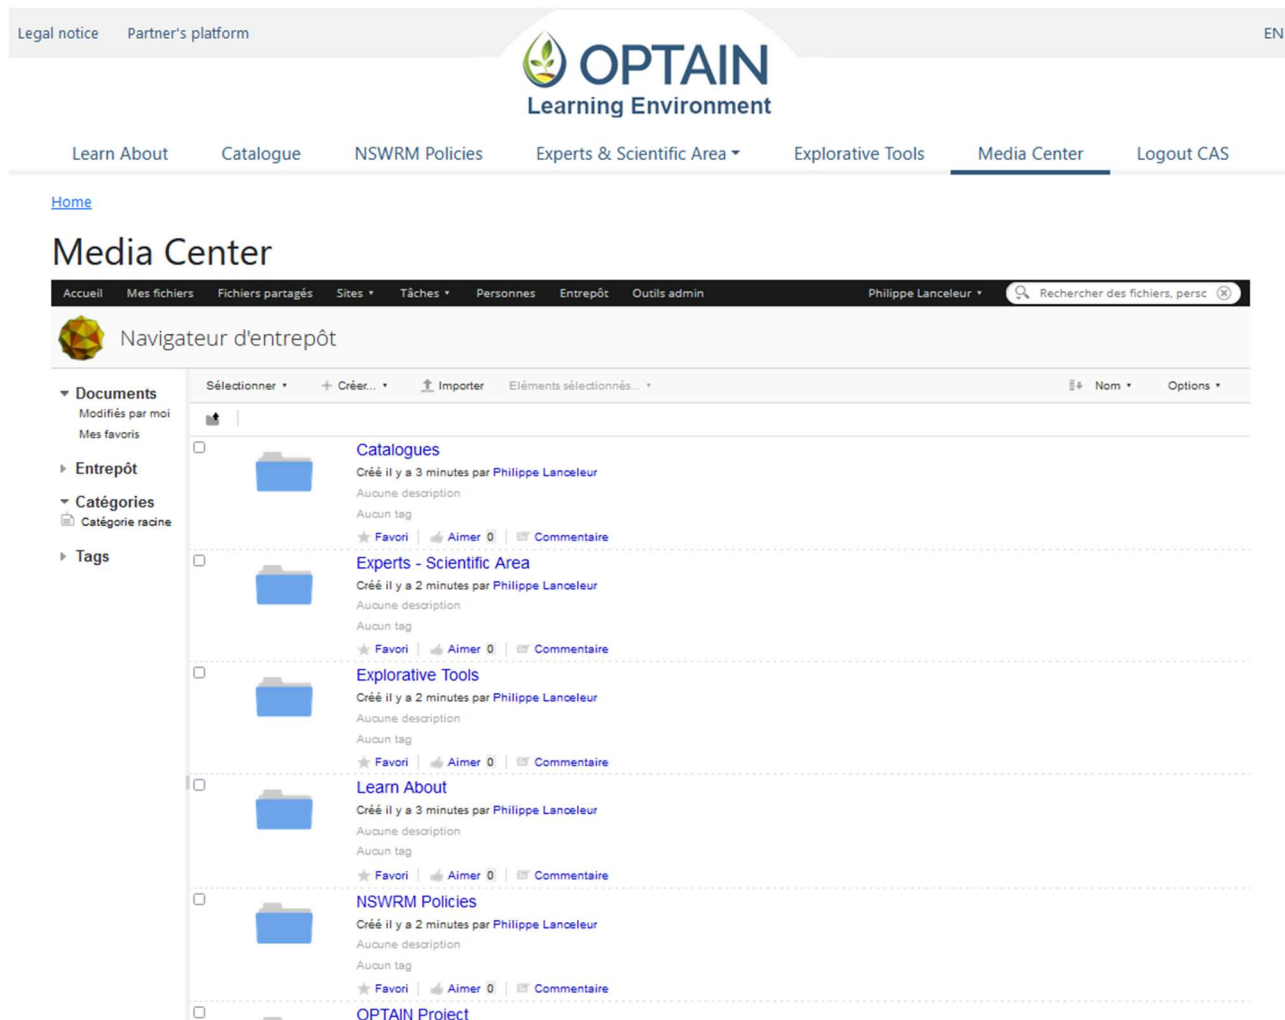 Legal notice Partner's platform EN
OPTAIN
Learning Environment
Learn About Catalogue NSWRM Policies Experts & Scientific Area Explorative Tools Media Center Logout CAS
Home
Media Center
Accueil Mes fichiers Fichiers partagés Sites Tâches Personnes Entrepôt Outils admin Philippe Lanceleur Rechercher des fichiers, persc
Navigateur d'entrepôt
Documents
Modifiés par moi
Mes favoris
Entrepôt
Catégories
Catégorie racine
Tags
Sélectionner Créer... Importer Eléments sélectionnés... Nom Options
Catalogues
Créé il y a 3 minutes par Philippe Lanceleur
Aucune description
Aucun tag
Favori Aimer 0 Commentaire
Experts - Scientific Area
Créé il y a 2 minutes par Philippe Lanceleur
Aucune description
Aucun tag
Favori Aimer 0 Commentaire
Explorative Tools
Créé il y a 2 minutes par Philippe Lanceleur
Aucune description
Aucun tag
Favori Aimer 0 Commentaire
Learn About
Créé il y a 3 minutes par Philippe Lanceleur
Aucune description
Aucun tag
Favori Aimer 0 Commentaire
NSWRM Policies
Créé il y a 2 minutes par Philippe Lanceleur
Aucune description
Aucun tag
Favori Aimer 0 Commentaire
OPTAIN Project